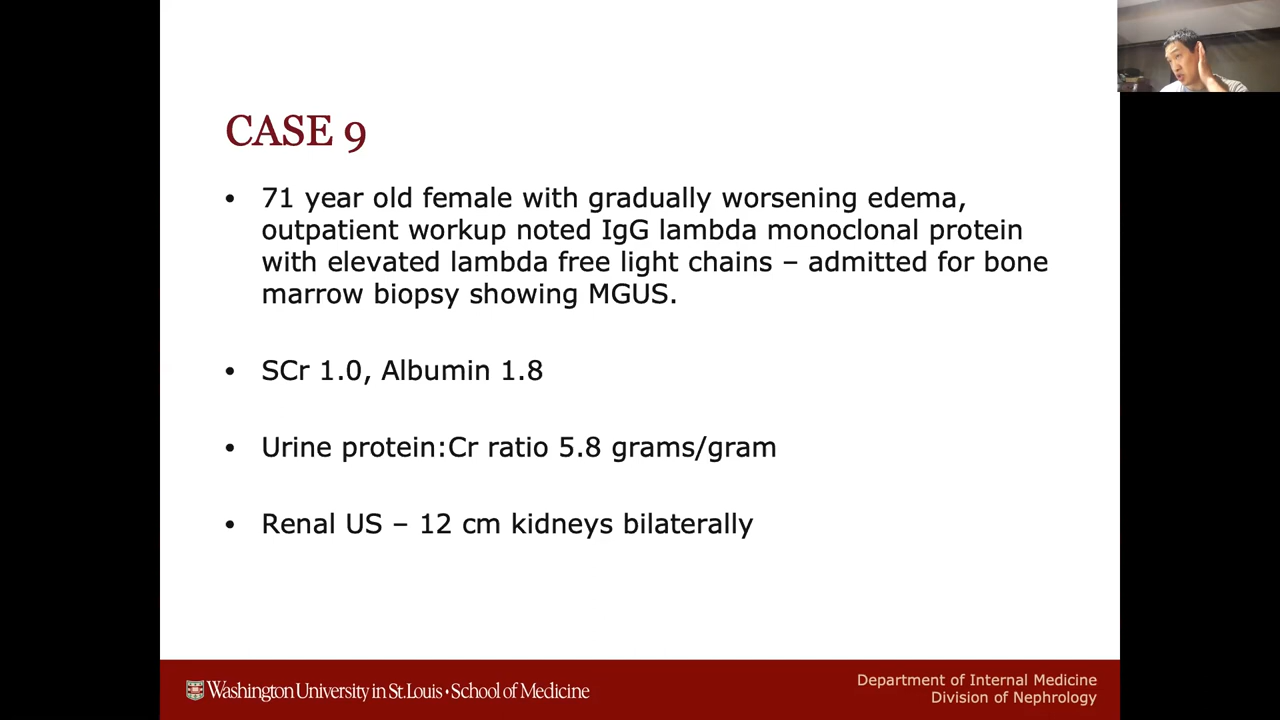 CASE 9
• 71 year old female with gradually worsening edema,
outpatient workup noted IgG lambda monoclonal protein
with elevated lambda free light chains – admitted for bone
marrow biopsy showing MGUS.
• SCr 1.0, Albumin 1.8
• Urine protein:Cr ratio 5.8 grams/gram
• Renal US – 12 cm kidneys bilaterally
Washington University in St. Louis • School of Medicine
Department of Internal Medicine
Division of Nephrology